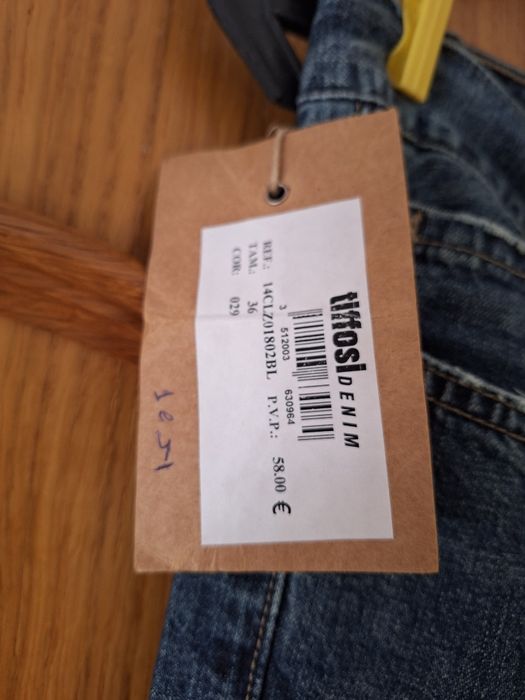 tiffosi DENIM
3 512003 630964
REF.: 14CLZ01802BL P.V.P.: 58.00 €
TAM.: 36
COR: 029